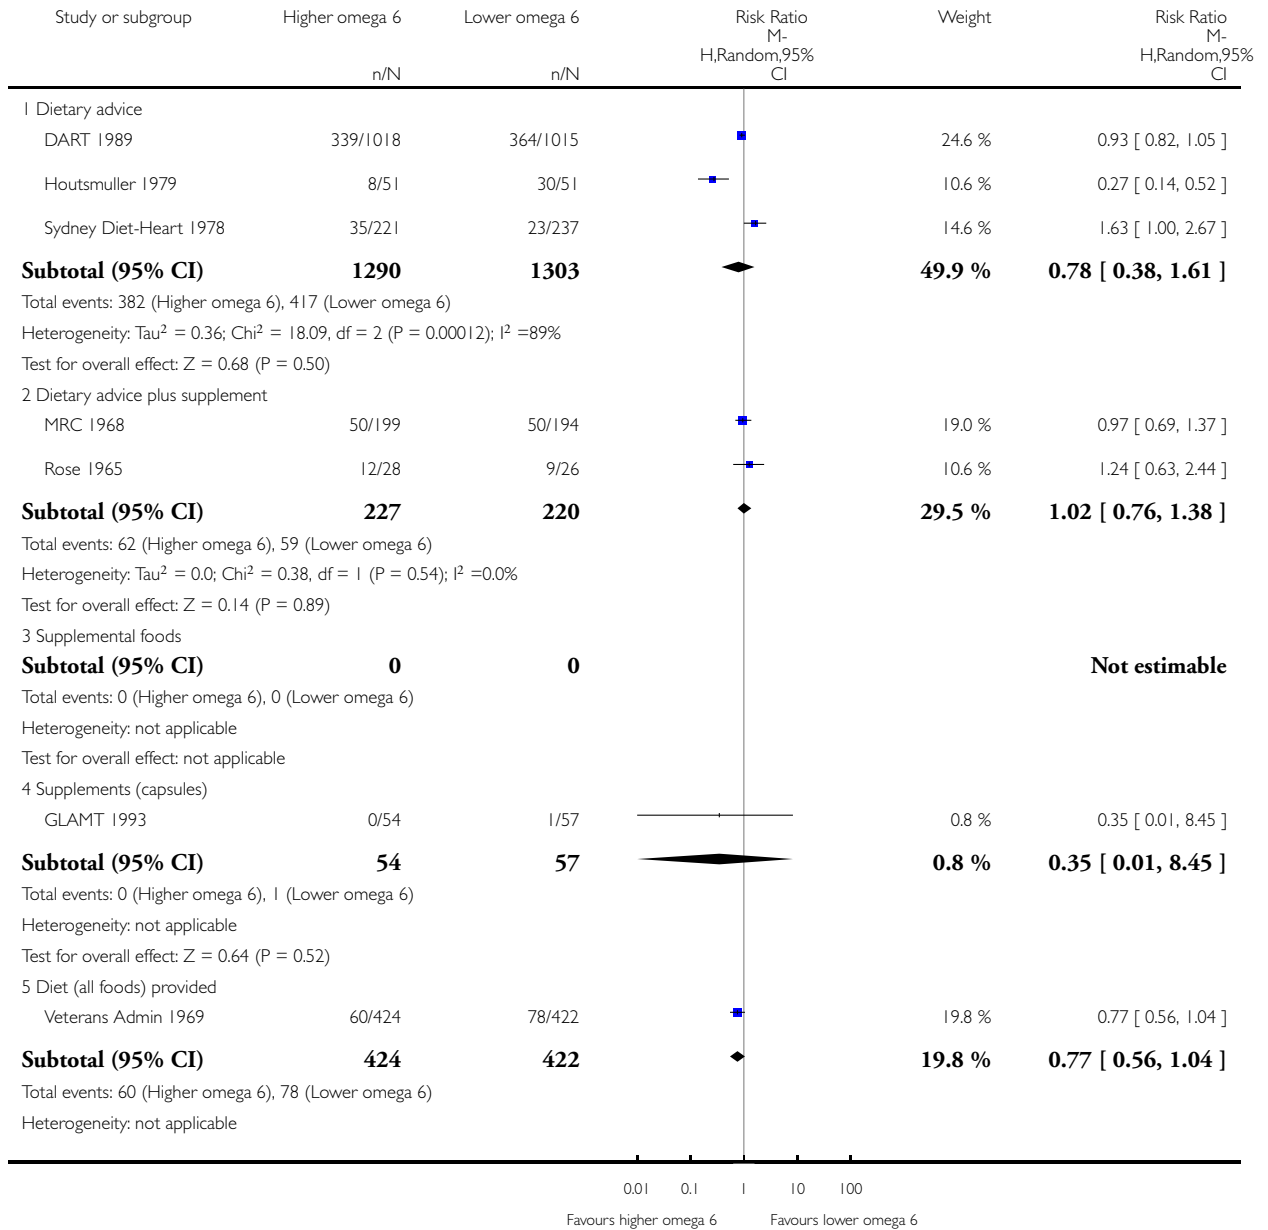 Study or subgroup Higher omega 6 Lower omega 6 Risk Ratio Weight Risk Ratio
M- M-
H,Random,95% H,Random,95%
n/N n/N CI CI
1 Dietary advice
DART 1989 339/1018 364/1015 24.6 % 0.93 [ 0.82, 1.05 ]
Houtsmuller 1979 8/51 30/51 10.6 % 0.27 [ 0.14, 0.52 ]
Sydney Diet-Heart 1978 35/221 23/237 14.6 % 1.63 [ 1.00, 2.67 ]
Subtotal (95% CI) 1290 1303 49.9 % 0.78 [ 0.38, 1.61 ]
Total events: 382 (Higher omega 6), 417 (Lower omega 6)
Heterogeneity: Tau² = 0.36; Chi² = 18.09, df = 2 (P = 0.00012); I² =89%
Test for overall effect: Z = 0.68 (P = 0.50)
2 Dietary advice plus supplement
MRC 1968 50/199 50/194 19.0 % 0.97 [ 0.69, 1.37 ]
Rose 1965 12/28 9/26 10.6 % 1.24 [ 0.63, 2.44 ]
Subtotal (95% CI) 227 220 29.5 % 1.02 [ 0.76, 1.38 ]
Total events: 62 (Higher omega 6), 59 (Lower omega 6)
Heterogeneity: Tau² = 0.0; Chi² = 0.38, df = 1 (P = 0.54); I² =0.0%
Test for overall effect: Z = 0.14 (P = 0.89)
3 Supplemental foods
Subtotal (95% CI) 0 0 Not estimable
Total events: 0 (Higher omega 6), 0 (Lower omega 6)
Heterogeneity: not applicable
Test for overall effect: not applicable
4 Supplements (capsules)
GLAMT 1993 0/54 1/57 0.8 % 0.35 [ 0.01, 8.45 ]
Subtotal (95% CI) 54 57 0.8 % 0.35 [ 0.01, 8.45 ]
Total events: 0 (Higher omega 6), 1 (Lower omega 6)
Heterogeneity: not applicable
Test for overall effect: Z = 0.64 (P = 0.52)
5 Diet (all foods) provided
Veterans Admin 1969 60/424 78/422 19.8 % 0.77 [ 0.56, 1.04 ]
Subtotal (95% CI) 424 422 19.8 % 0.77 [ 0.56, 1.04 ]
Total events: 60 (Higher omega 6), 78 (Lower omega 6)
Heterogeneity: not applicable
0.01 0.1 1 10 100
Favours higher omega 6 Favours lower omega 6